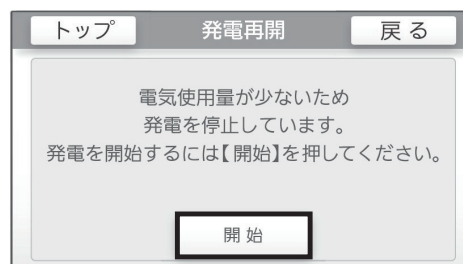 トップ 発電再開 戻る
電気使用量が少ないため
発電を停止しています。
発電を開始するには【開始】を押してください。
開始